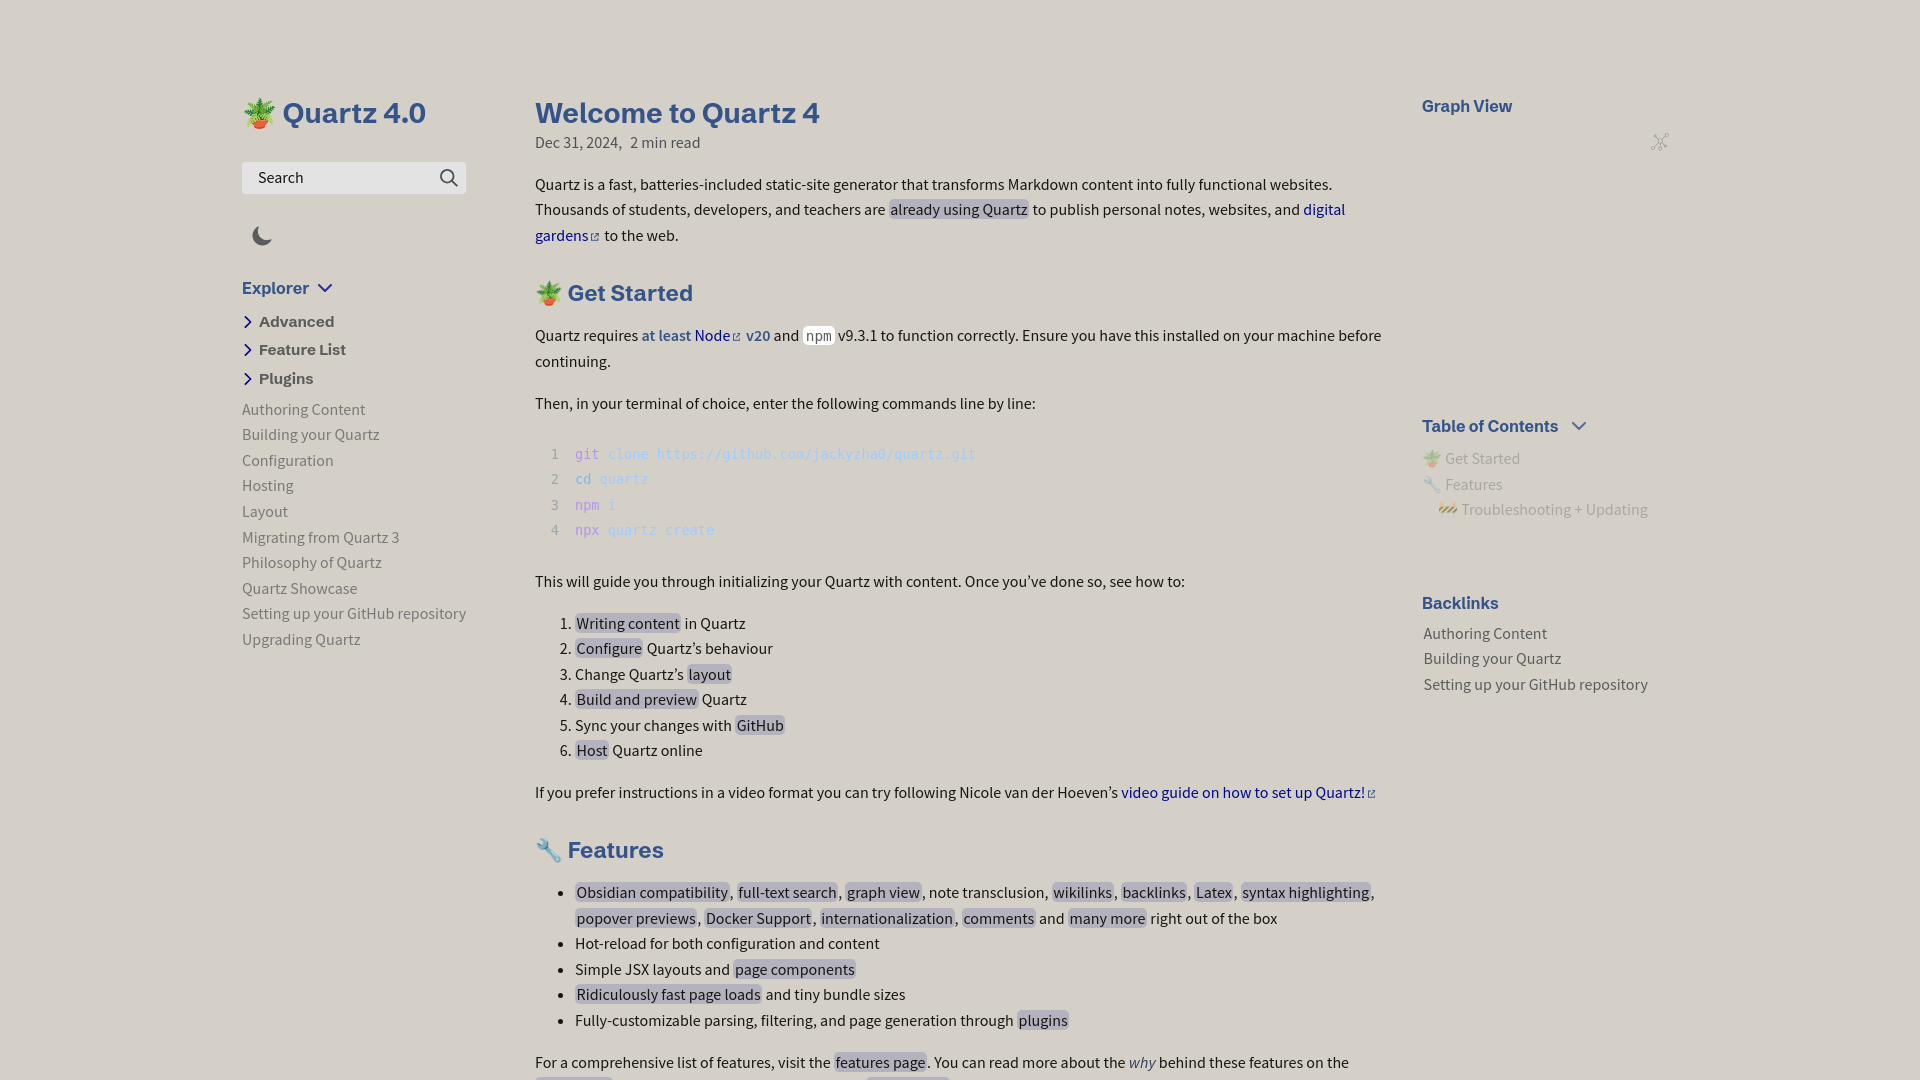 🪴 Quartz 4.0
Search
Explorer
Advanced
Feature List
Plugins
Authoring Content
Building your Quartz
Configuration
Hosting
Layout
Migrating from Quartz 3
Philosophy of Quartz
Quartz Showcase
Setting up your GitHub repository
Upgrading Quartz
Welcome to Quartz 4
Dec 31, 2024, 2 min read
Quartz is a fast, batteries-included static-site generator that transforms Markdown content into fully functional websites.
Thousands of students, developers, and teachers are already using Quartz to publish personal notes, websites, and digital
gardens to the web.
🪴 Get Started
Quartz requires at least Node v20 and npm v9.3.1 to function correctly. Ensure you have this installed on your machine before
continuing.
Then, in your terminal of choice, enter the following commands line by line:
1 git clone https://github.com/jackyzha0/quartz.git
2 cd quartz
3 npm i
4 npx quartz create
This will guide you through initializing your Quartz with content. Once you’ve done so, see how to:
1. Writing content in Quartz
2. Configure Quartz’s behaviour
3. Change Quartz’s layout
4. Build and preview Quartz
5. Sync your changes with GitHub
6. Host Quartz online
If you prefer instructions in a video format you can try following Nicole van der Hoeven’s video guide on how to set up Quartz!
🔧 Features
• Obsidian compatibility, full-text search, graph view, note transclusion, wikilinks, backlinks, Latex, syntax highlighting,
popover previews, Docker Support, internationalization, comments and many more right out of the box
• Hot-reload for both configuration and content
• Simple JSX layouts and page components
• Ridiculously fast page loads and tiny bundle sizes
• Fully-customizable parsing, filtering, and page generation through plugins
For a comprehensive list of features, visit the features page. You can read more about the why behind these features on the
Graph View
Table of Contents
🪴 Get Started
🔧 Features
🚧 Troubleshooting + Updating
Backlinks
Authoring Content
Building your Quartz
Setting up your GitHub repository